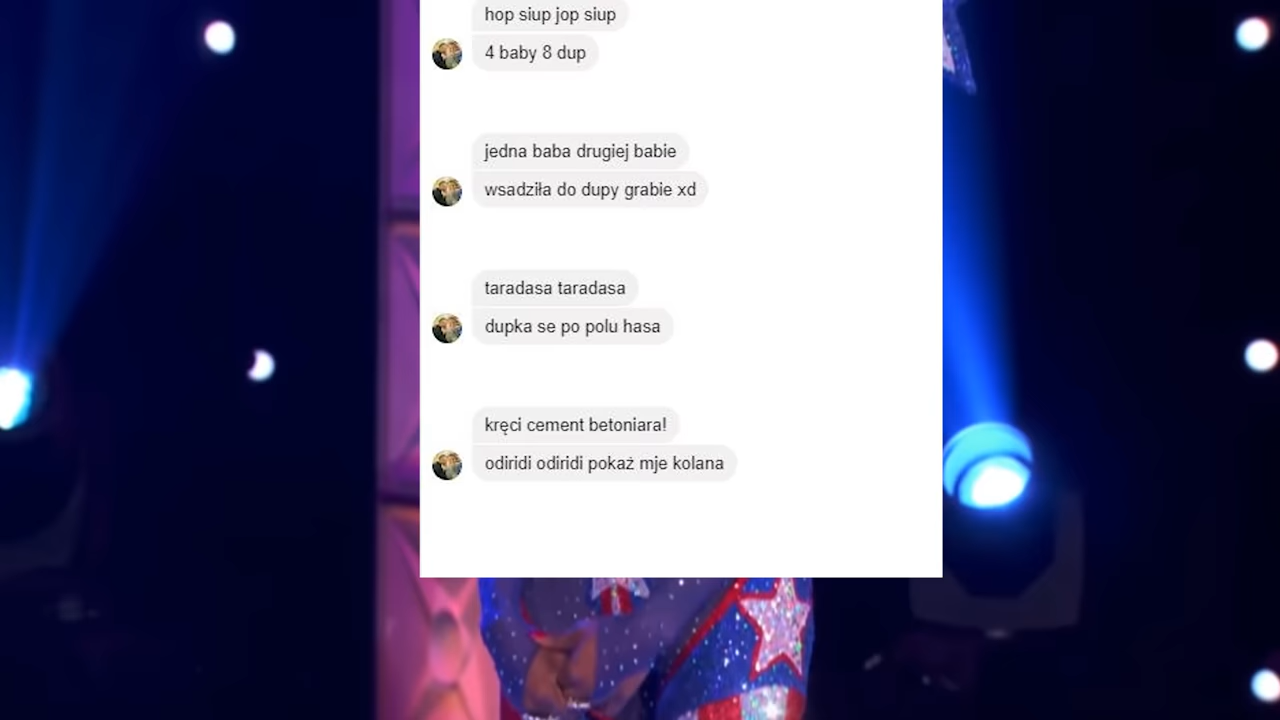 hop siup jop siup
4 baby 8 dup
jedna baba drugiej babie
wsadziła do dupy grabie xd
taradasa taradasa
dupka se po polu hasa
kręci cement betoniara!
odiridi odiridi pokaż mje kolana